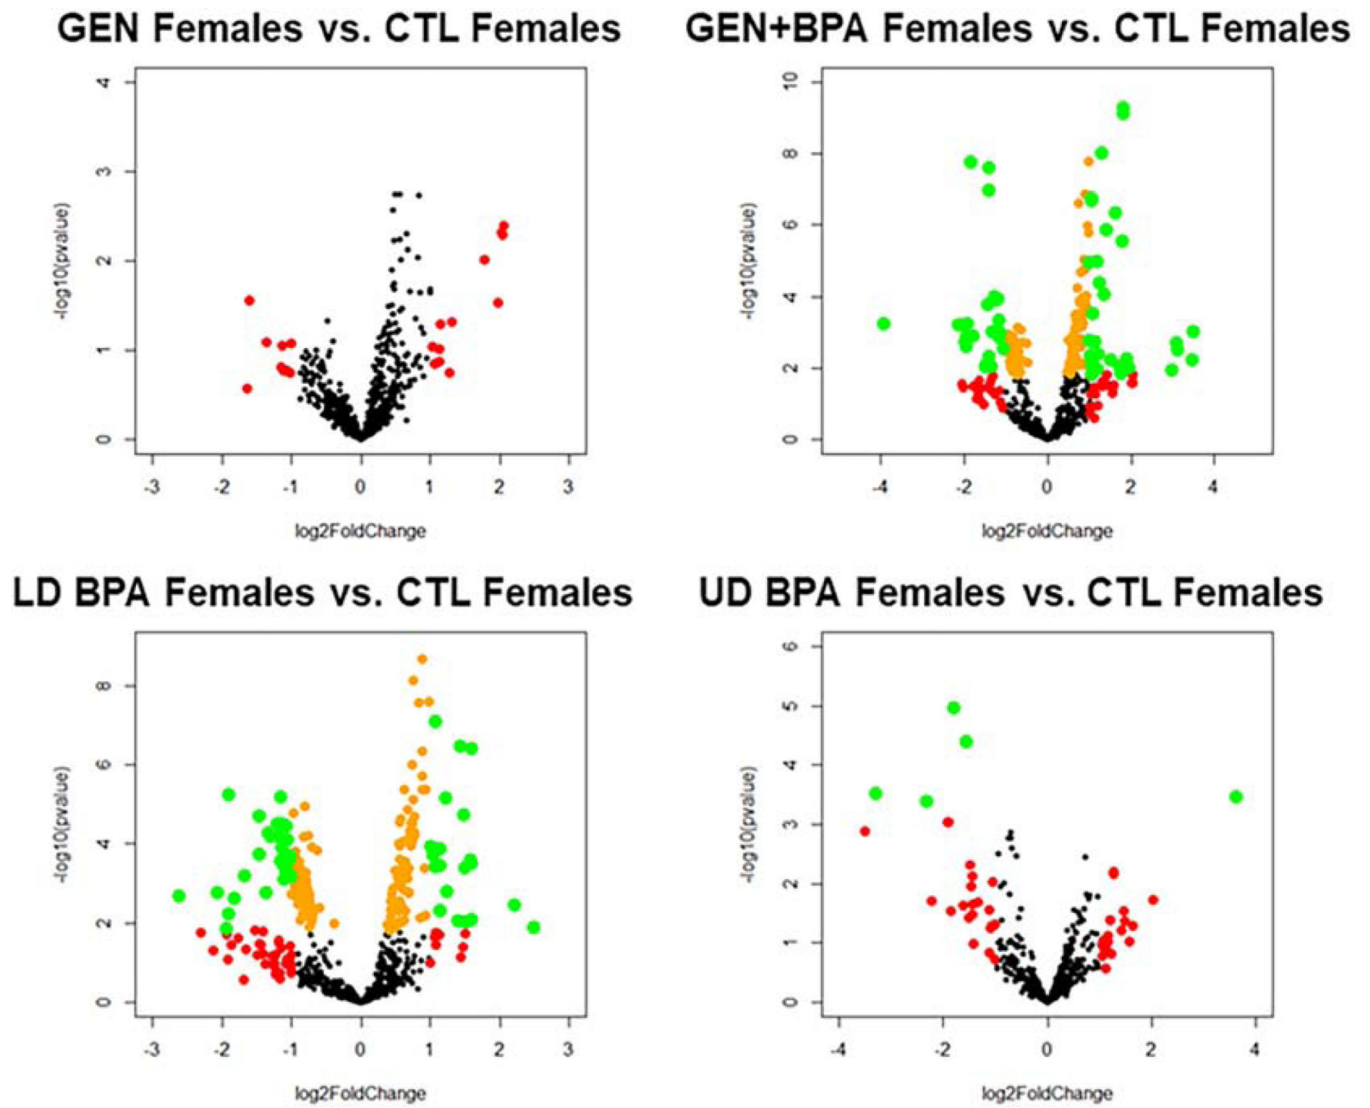 GEN Females vs. CTL Females
GEN+BPA Females vs. CTL Females
4
3
2
1
0
-log10(pvalue)
-3 -2 -1 0 1 2 3
log2FoldChange
10
8
6
4
2
0
-log10(pvalue)
-4 -2 0 2 4
log2FoldChange
LD BPA Females vs. CTL Females
UD BPA Females vs. CTL Females
8
6
4
2
0
-log10(pvalue)
-3 -2 -1 0 1 2 3
log2FoldChange
6
5
4
3
2
1
0
-log10(pvalue)
-4 -2 0 2 4
log2FoldChange